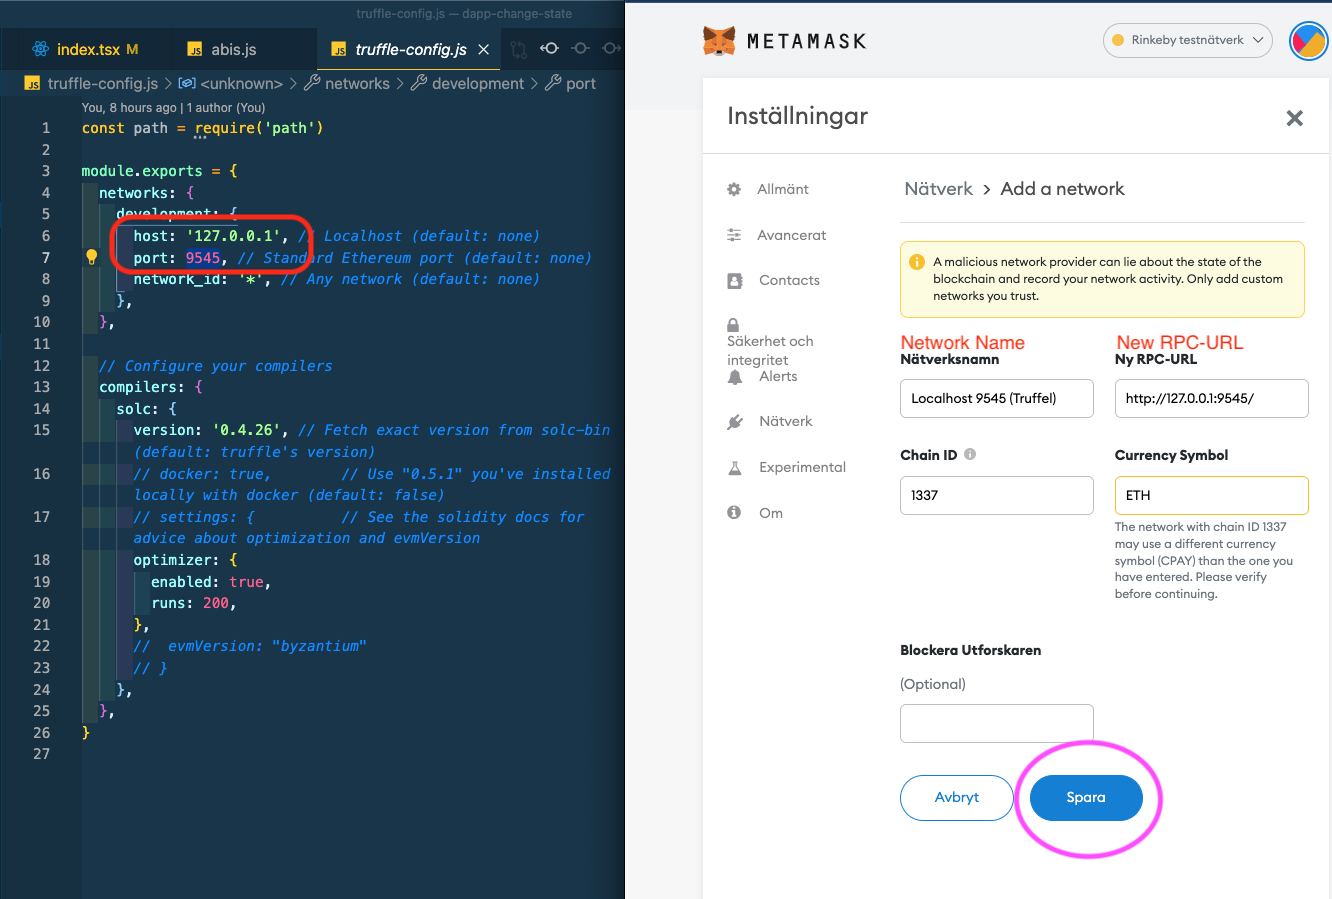 truffle-config.js — dapp-change-state
index.tsx M
JS abis.js
JS truffle-config.js
JS truffle-config.js > <unknown> > networks > development > port
You, 8 hours ago | 1 author (You)
1 const path = require('path')
2
3 module.exports = {
4 networks: {
5 development: {
6 host: '127.0.0.1', // Localhost (default: none)
7 port: 9545, // Standard Ethereum port (default: none)
8 network_id: '*', // Any network (default: none)
9 },
10 },
11
12 // Configure your compilers
13 compilers: {
14 solc: {
15 version: '0.4.26', // Fetch exact version from solc-bin
(default: truffle's version)
16 // docker: true, // Use "0.5.1" you've installed
locally with docker (default: false)
17 // settings: { // See the solidity docs for
advice about optimization and evmVersion
18 optimizer: {
19 enabled: true,
20 runs: 200,
21 },
22 // evmVersion: "byzantium"
23 // }
24 },
25 },
26 }
27
METAMASK
Rinkeby testnätverk
Inställningar
Allmänt
Avancerat
Contacts
Säkerhet och
integritet
Alerts
Nätverk
Experimental
Om
Nätverk > Add a network
A malicious network provider can lie about the state of the
blockchain and record your network activity. Only add custom
networks you trust.
Network Name
Nätverksnamn
Localhost 9545 (Truffel)
New RPC-URL
Ny RPC-URL
http://127.0.0.1:9545/
Chain ID
1337
Currency Symbol
ETH
The network with chain ID 1337
may use a different currency
symbol (CPAY) than the one you
have entered. Please verify
before continuing.
Blockera Utforskaren
(Optional)
Avbryt
Spara